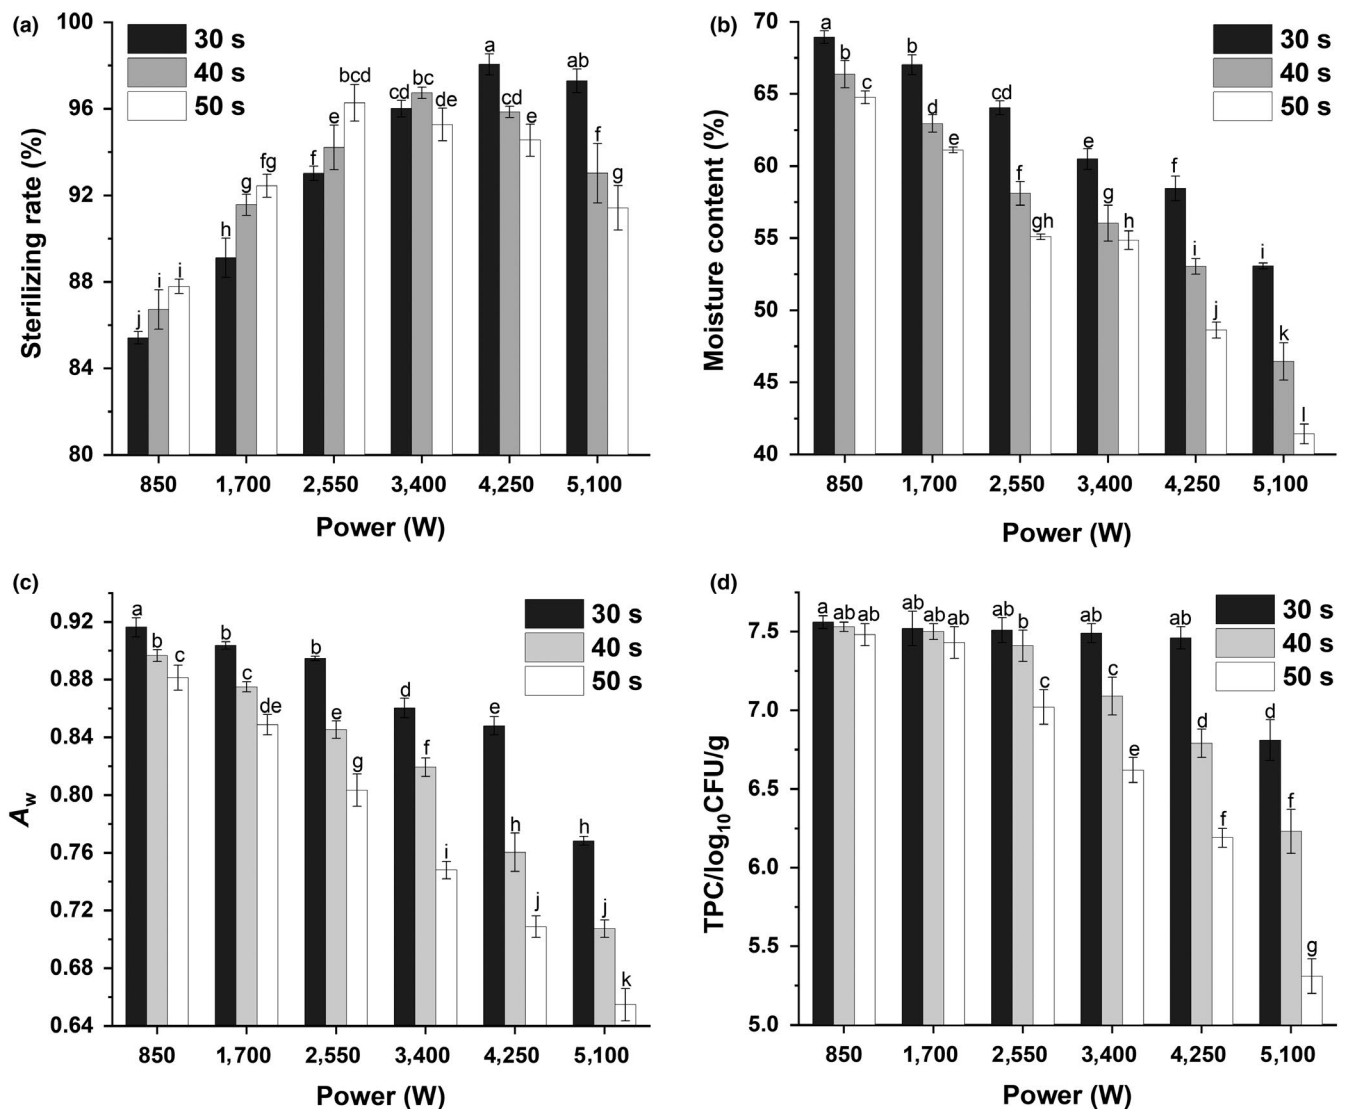 (a)
100
96
92
88
84
80
Sterilizing rate (%)
30 s
40 s
50 s
j i i
h g fg
f e bcd
cd bc de
a cd e
ab f g
850 1,700 2,550 3,400 4,250 5,100
Power (W)
(b)
70
65
60
55
50
45
40
Moisture content (%)
30 s
40 s
50 s
a b c
b d e
cd f gh
e g h
f i j
i k l
850 1,700 2,550 3,400 4,250 5,100
Power (W)
(c)
0.92
0.88
0.84
0.80
0.76
0.72
0.68
0.64
Aw
30 s
40 s
50 s
a b c
b c de
b e g
d f i
e h j
h j k
850 1,700 2,550 3,400 4,250 5,100
Power (W)
(d)
7.5
7.0
6.5
6.0
5.5
5.0
TPC/log10CFU/g
30 s
40 s
50 s
a ab ab
ab ab ab
ab b c
ab c e
ab d f
d f g
850 1,700 2,550 3,400 4,250 5,100
Power (W)